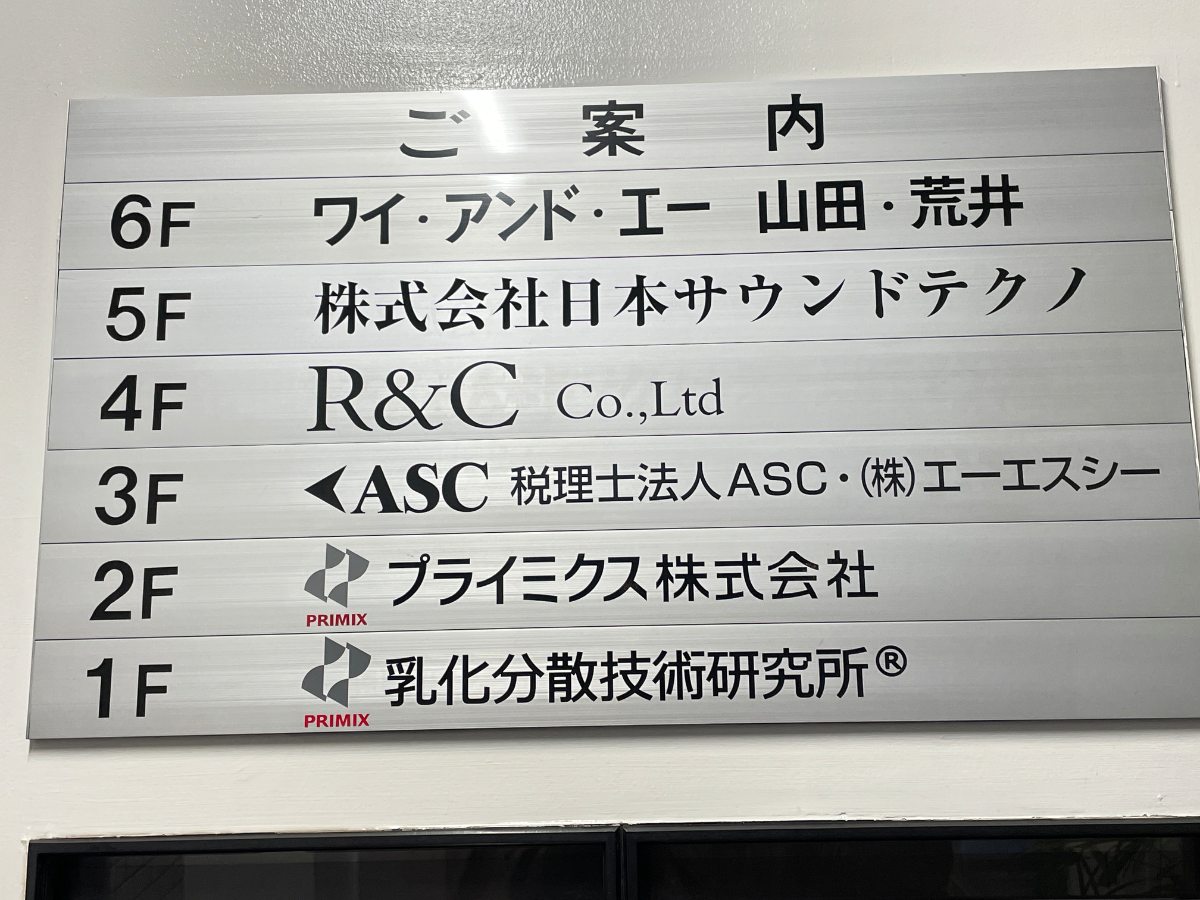 ご案内
6F ワイ・アンド・エー 山田・荒井
5F 株式会社日本サウンドテクノ
4F R&C Co.,Ltd
3F ASC 税理士法人ASC・(株)エーエスシー
2F PRIMIX プライミクス株式会社
1F PRIMIX 乳化分散技術研究所®